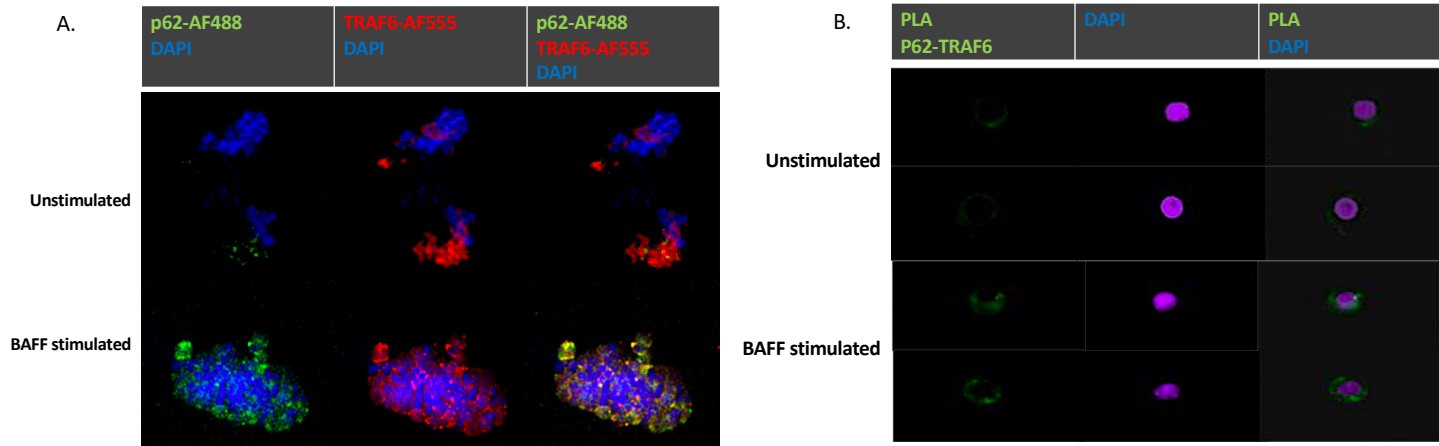 A.
p62-AF488
DAPI
TRAF6-AF555
DAPI
p62-AF488
TRAF6-AF555
DAPI
Unstimulated
BAFF stimulated
B.
PLA
P62-TRAF6
DAPI
PLA
DAPI
Unstimulated
BAFF stimulated